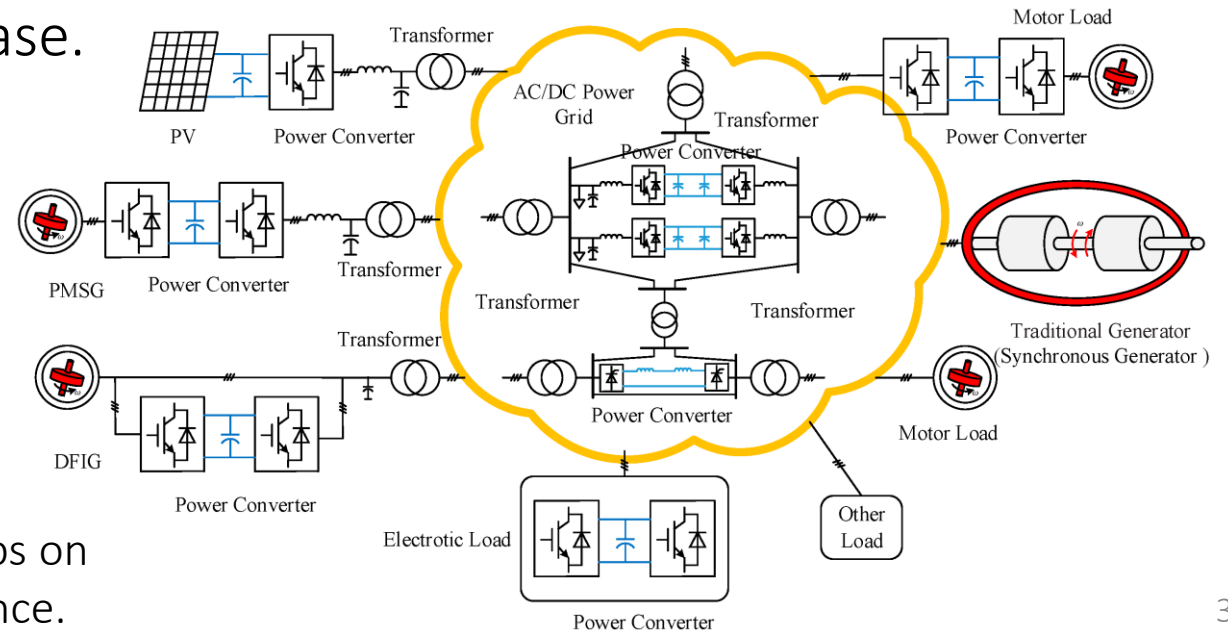 ase.
Transformer
Motor Load
AC/DC Power
Grid
Transformer
PV
Power Converter
Power Converter
Power Converter
ω
ω
PMSG
Power Converter
Transformer
ω
Transformer
Transformer
Traditional Generator
(Synchronous Generator )
Transformer
ω
ω
Power Converter
Motor Load
DFIG
Power Converter
Electrotic Load
Other
Load
os on
nce.
Power Converter
3